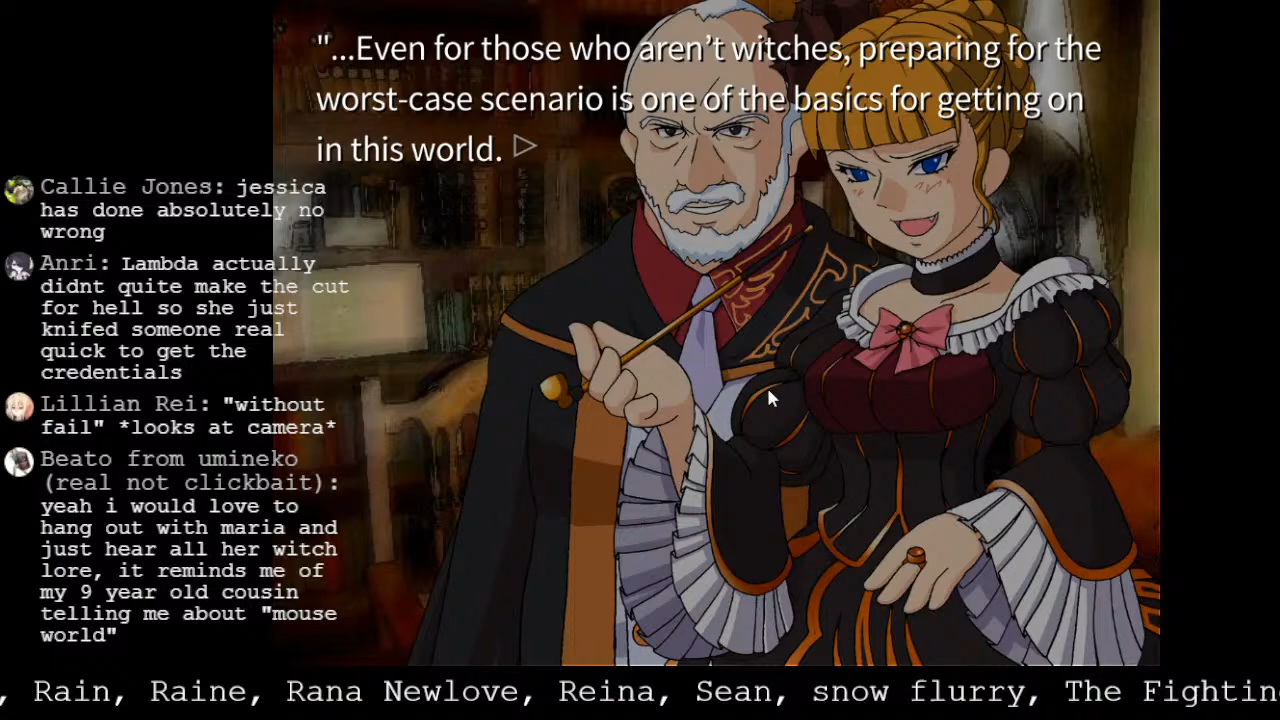 "...Even for those who aren't witches, preparing for the
worst-case scenario is one of the basics for getting on
in this world.
Callie Jones: jessica
has done absolutely no
wrong
Anri: Lambda actually
didnt quite make the cut
for hell so she just
knifed someone real
quick to get the
credentials
Lillian Rei: "without
fail" *looks at camera*
Beato from umineko
(real not clickbait):
yeah i would love to
hang out with maria and
just hear all her witch
lore, it reminds me of
my 9 year old cousin
telling me about "mouse
world"
, Rain, Raine, Rana Newlove, Reina, Sean, snow flurry, The Fightin